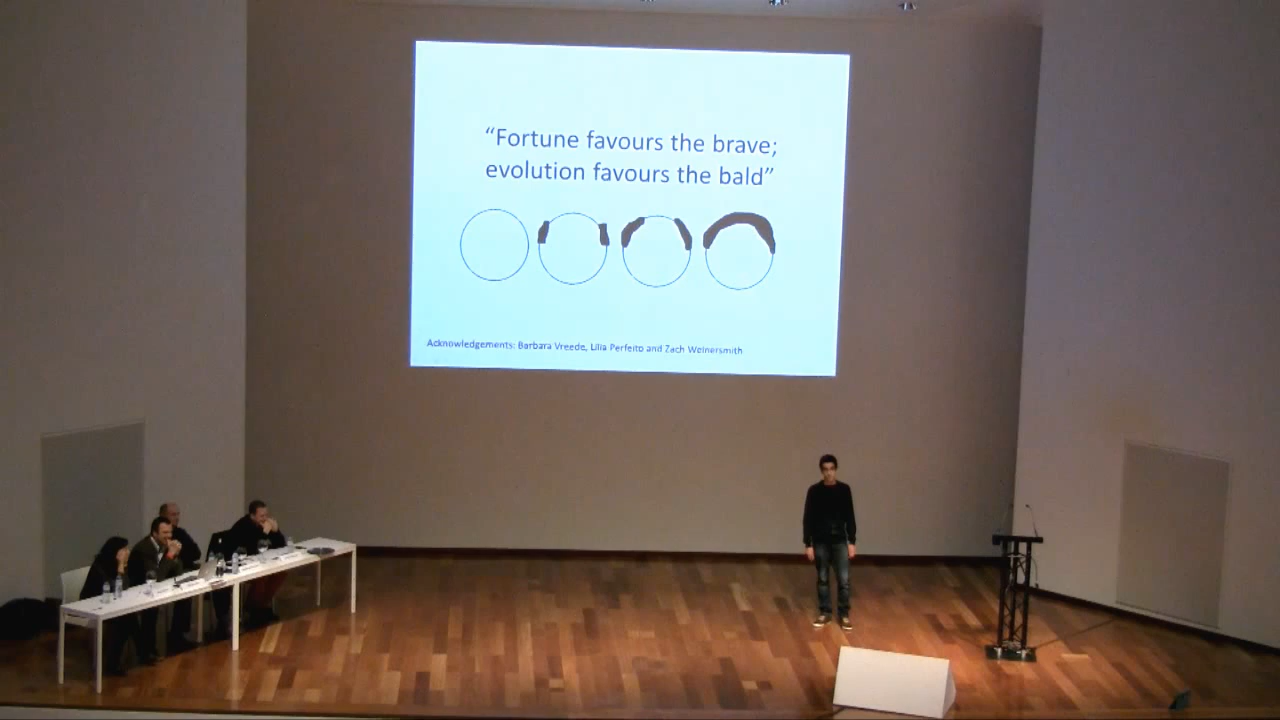 “Fortune favours the brave;
evolution favours the bald”
Acknowledgements: Barbara Vreede, Lilia Perfeito and Zach Weinersmith